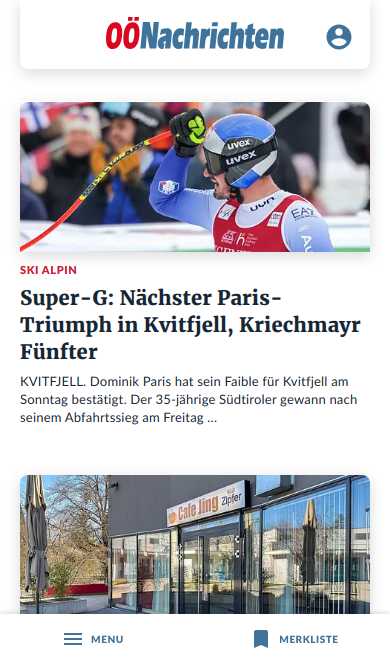 OÖNachrichten
uvex
uvex
uvex
EA7
SKI ALPIN
Super-G: Nächster Paris-
Triumph in Kvitfjell, Kriechmayr
Fünfter
KVITFJELL. Dominik Paris hat sein Faible für Kvitfjell am
Sonntag bestätigt. Der 35-jährige Südtiroler gewann nach
seinem Abfahrtssieg am Freitag ...
Cafe Jing
Zipfer
MENU
MERKLISTE